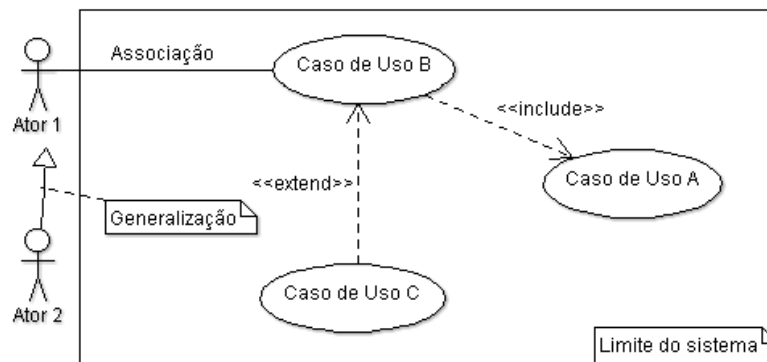 Associação
Caso de Uso B
Ator 1
<<include>>
<<extend>>
Caso de Uso A
Generalização
Caso de Uso C
Ator 2
Limite do sistema